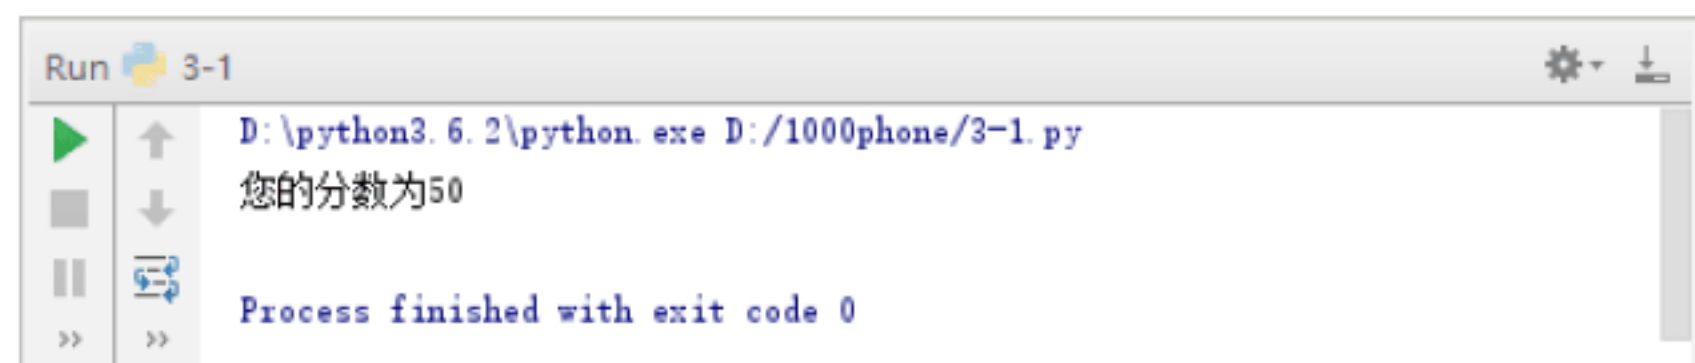 Run 3-1
D:\python3.6.2\python.exe D:/1000phone/3-1.py
您的分数为50
Process finished with exit code 0